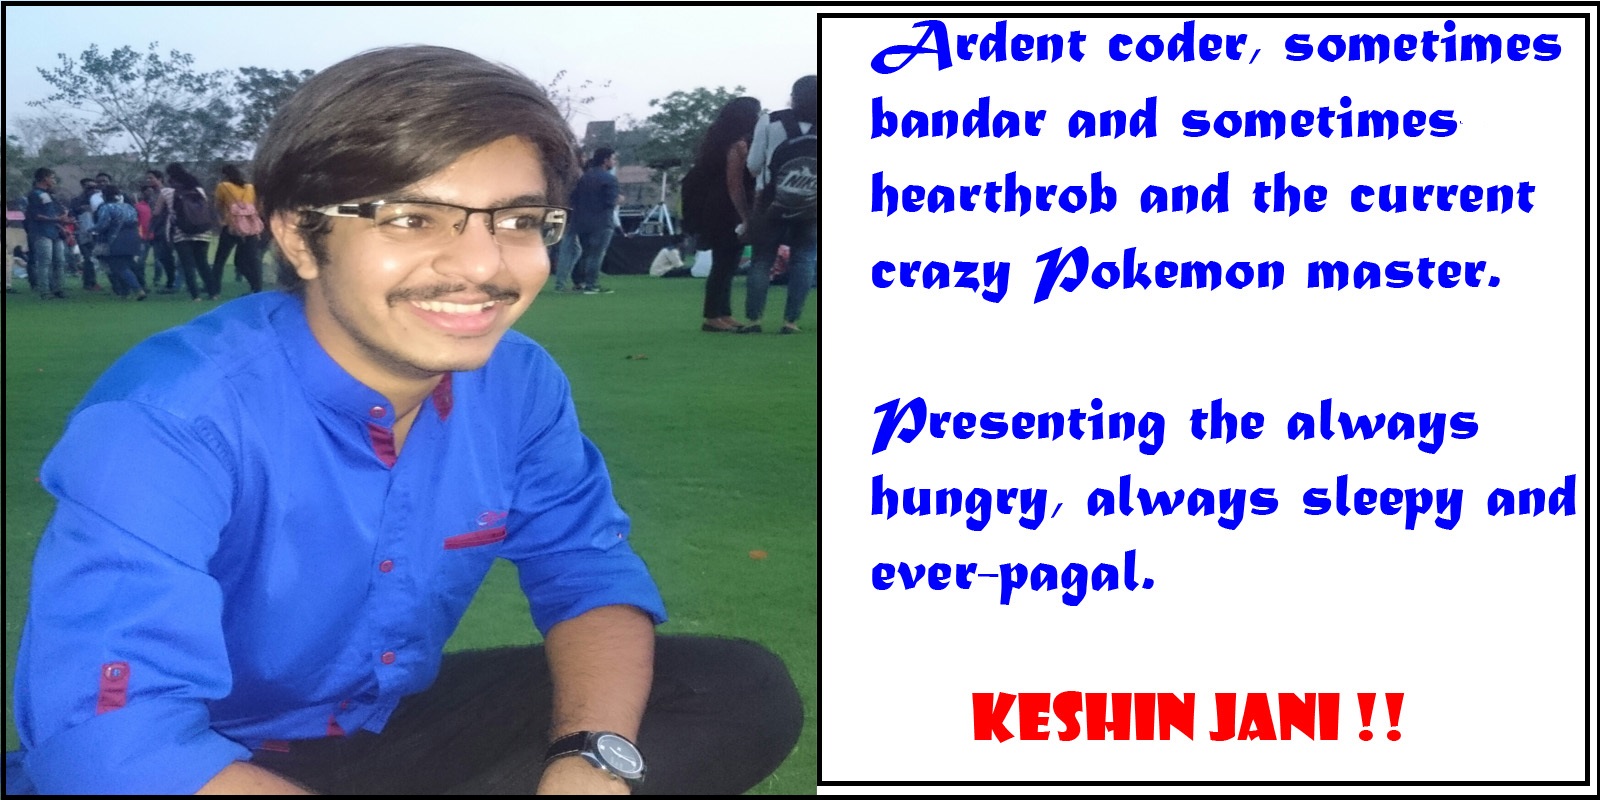 Ardent coder, sometimes
bandar and sometimes
hearthrob and the current
crazy Pokemon master.
Presenting the always
hungry, always sleepy and
ever-pagal.
KESHIN JANI !!
NIKE